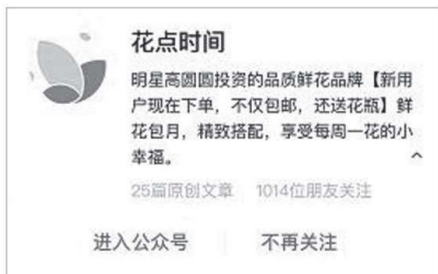 花点时间
明星高圆圆投资的品质鲜花品牌【新用
户现在下单，不仅包邮，还送花瓶】鲜
花包月，精致搭配，享受每周一花的小
幸福。
25篇原创文章 1014位朋友关注
进入公众号 不再关注